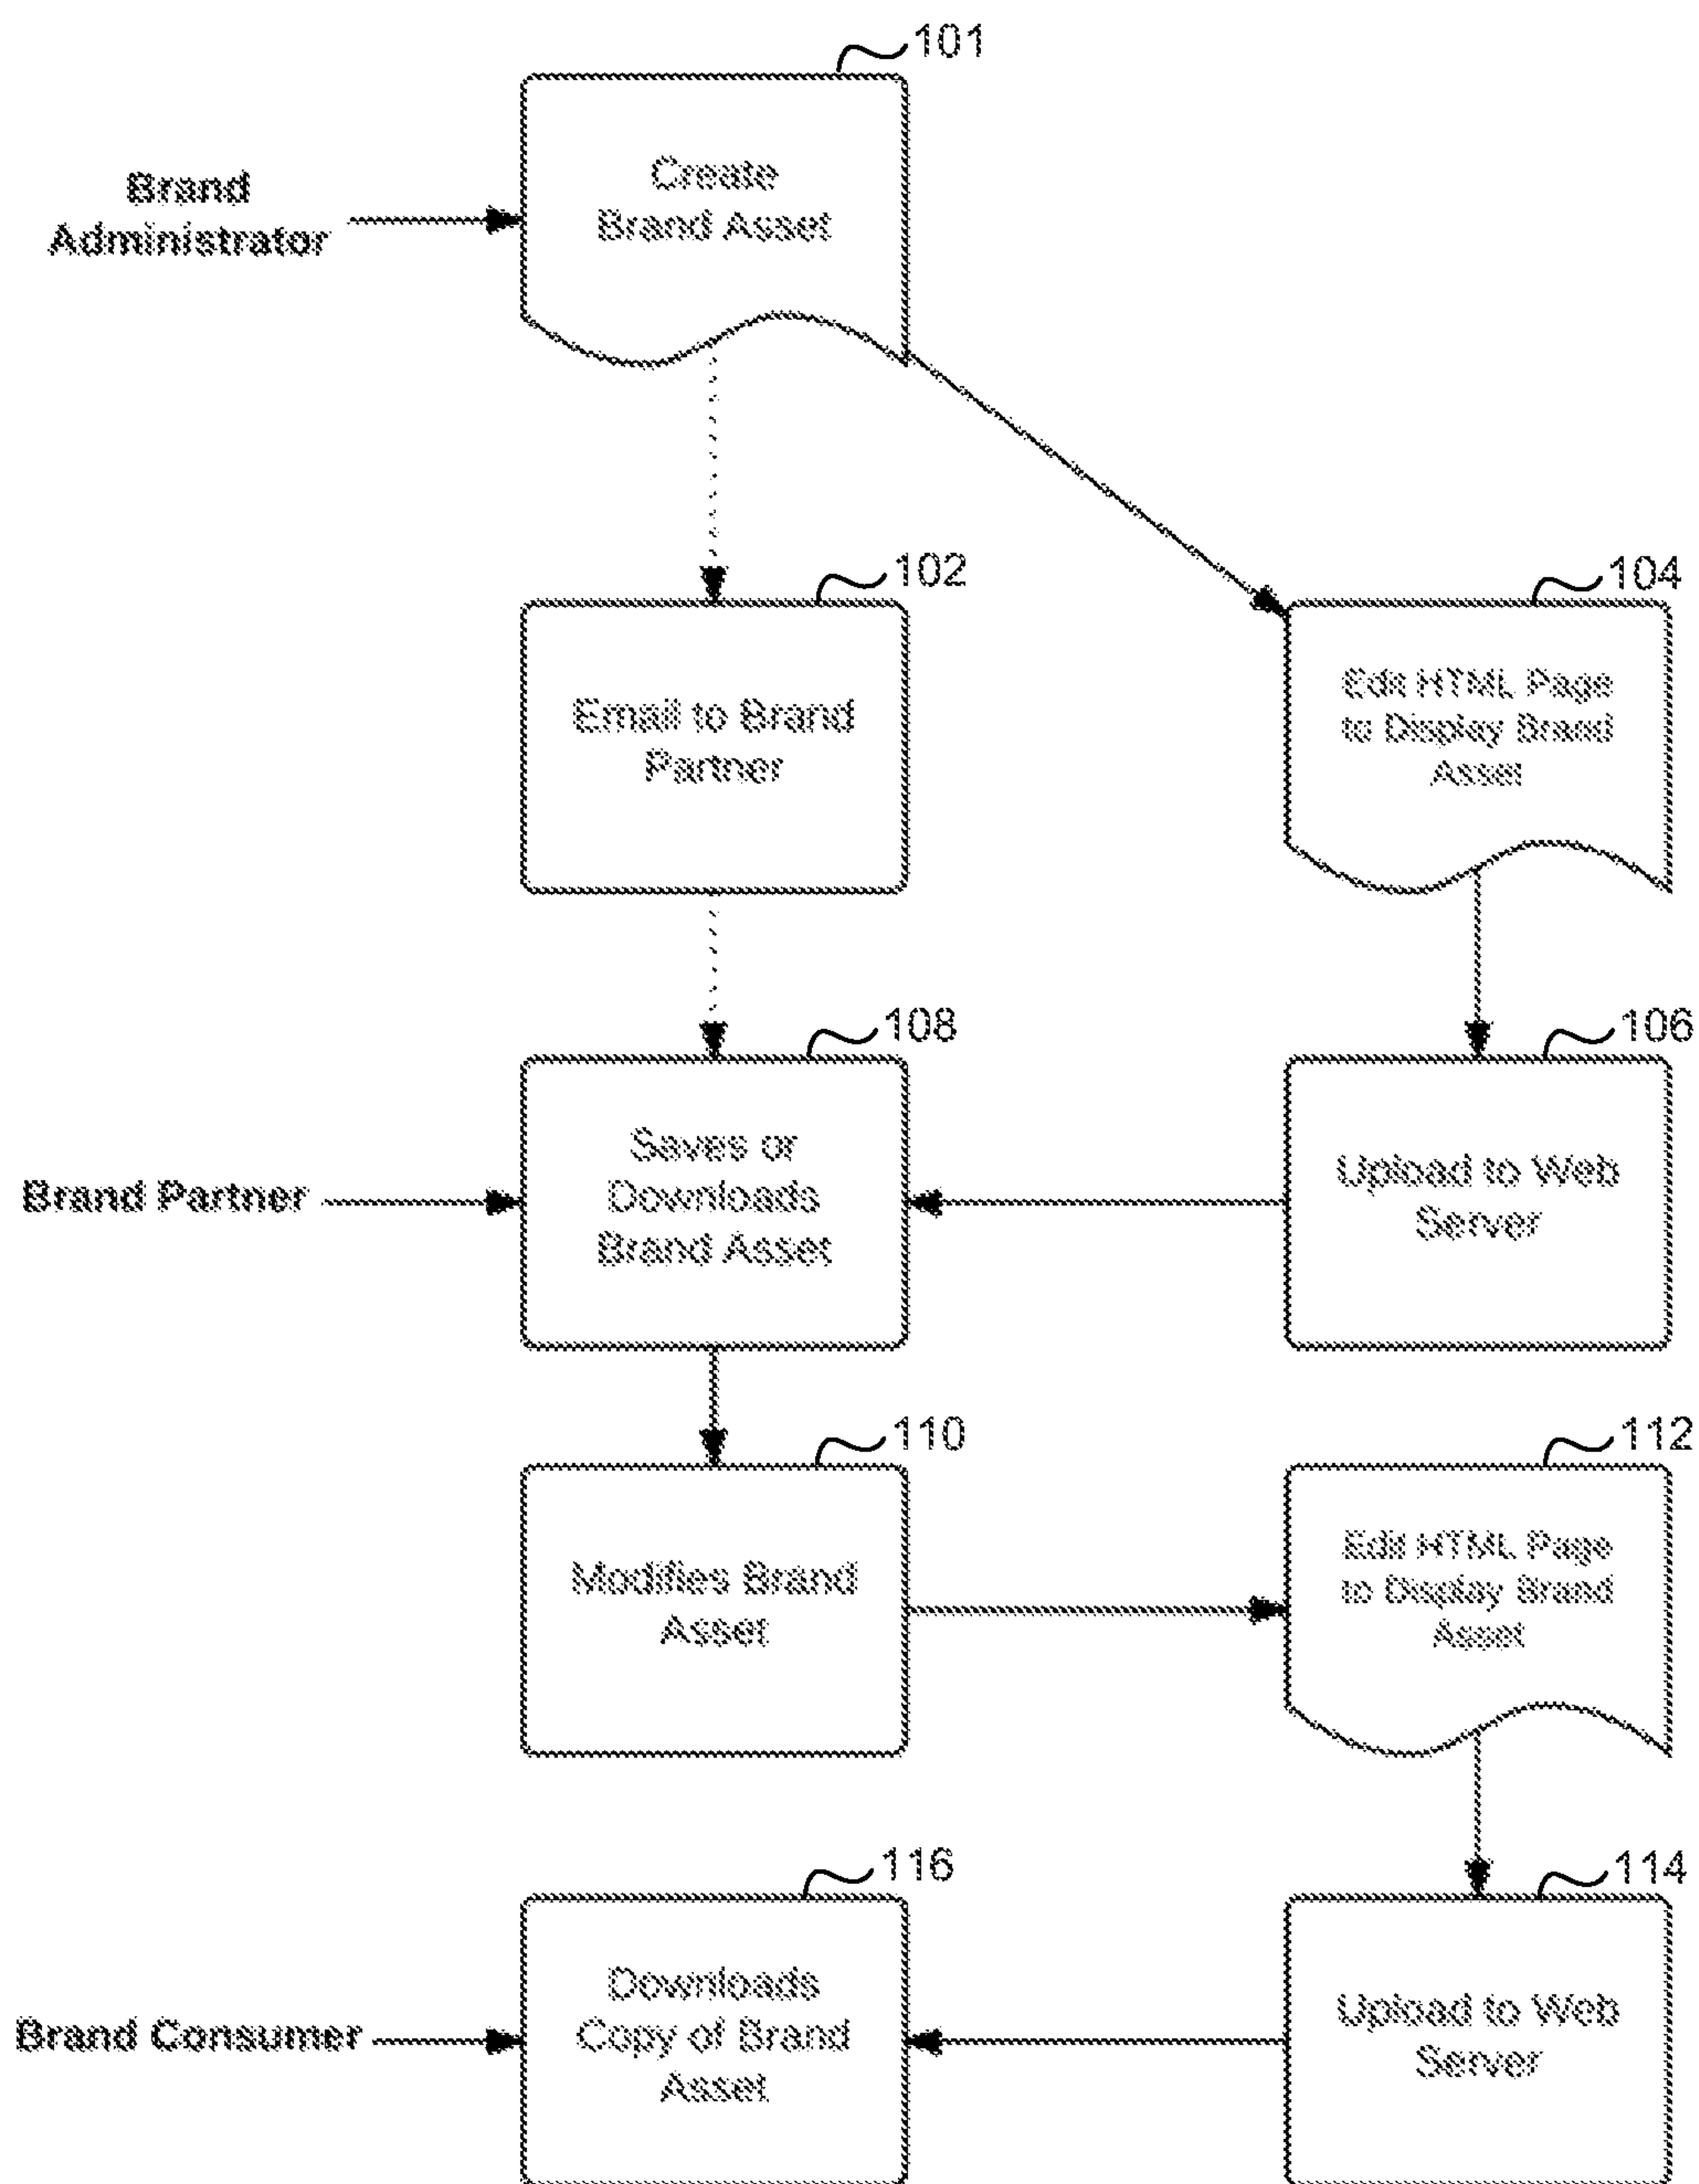 101
Brand
Administrator
Create
Brand Asset
102
104
Email to Brand
Partner
Edit HTML Page
to Display Brand
Asset
108
106
Brand Partner
Saves or
Downloads
Brand Asset
Upload to Web
Server
110
112
Modifies Brand
Asset
Edit HTML Page
to Display Brand
Asset
116
114
Brand Consumer
Downloads
Copy of Brand
Asset
Upload to Web
Server